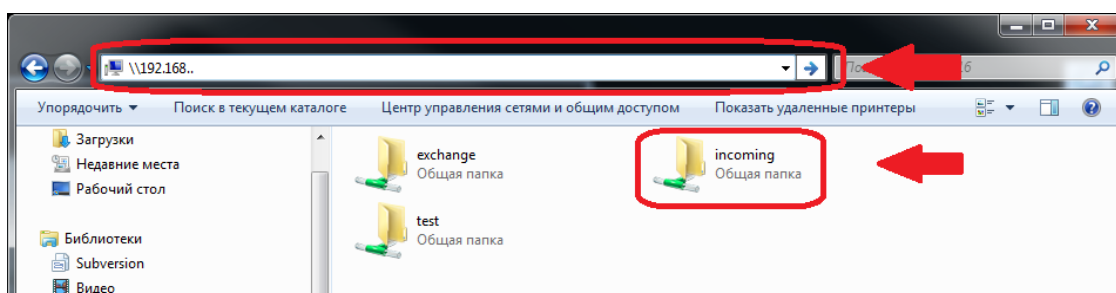 \\192.168..
6
Упорядочить Поиск в текущем каталоге Центр управления сетями и общим доступом Показать удаленные принтеры
Загрузки
Недавние места
Рабочий стол
Библиотеки
Subversion
Видео
exchange
Общая папка
incoming
Общая папка
test
Общая папка